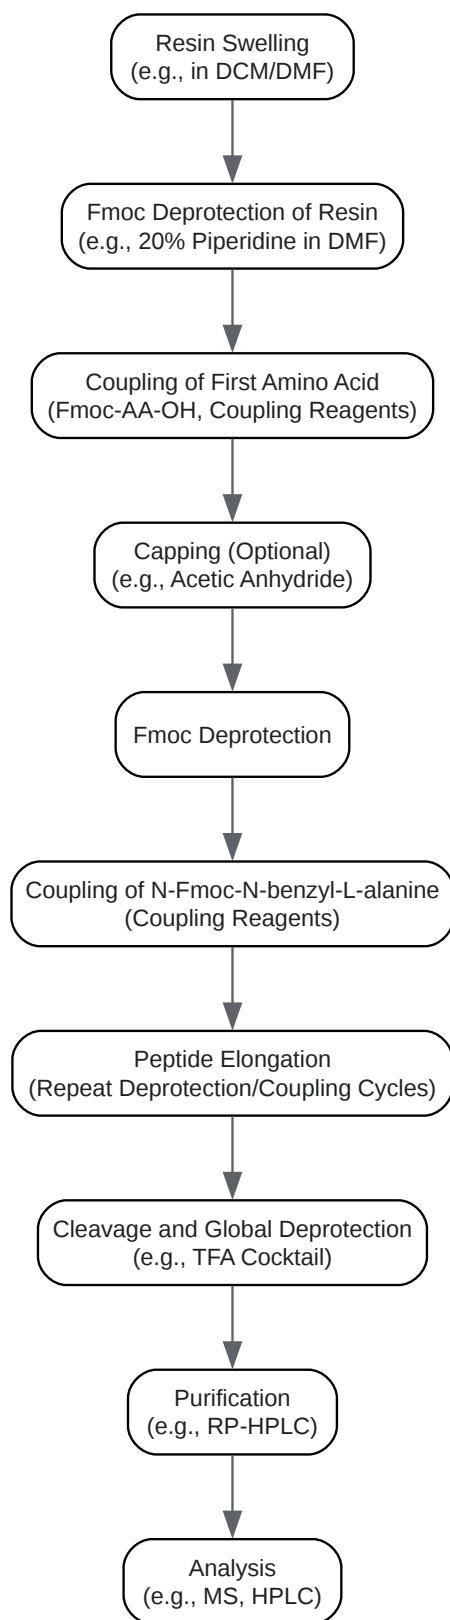 Resin Swelling
(e.g., in DCM/DMF)
Fmoc Deprotection of Resin
(e.g., 20% Piperidine in DMF)
Coupling of First Amino Acid
(Fmoc-AA-OH, Coupling Reagents)
Capping (Optional)
(e.g., Acetic Anhydride)
Fmoc Deprotection
Coupling of N-Fmoc-N-benzyl-L-alanine
(Coupling Reagents)
Peptide Elongation
(Repeat Deprotection/Coupling Cycles)
Cleavage and Global Deprotection
(e.g., TFA Cocktail)
Purification
(e.g., RP-HPLC)
Analysis
(e.g., MS, HPLC)